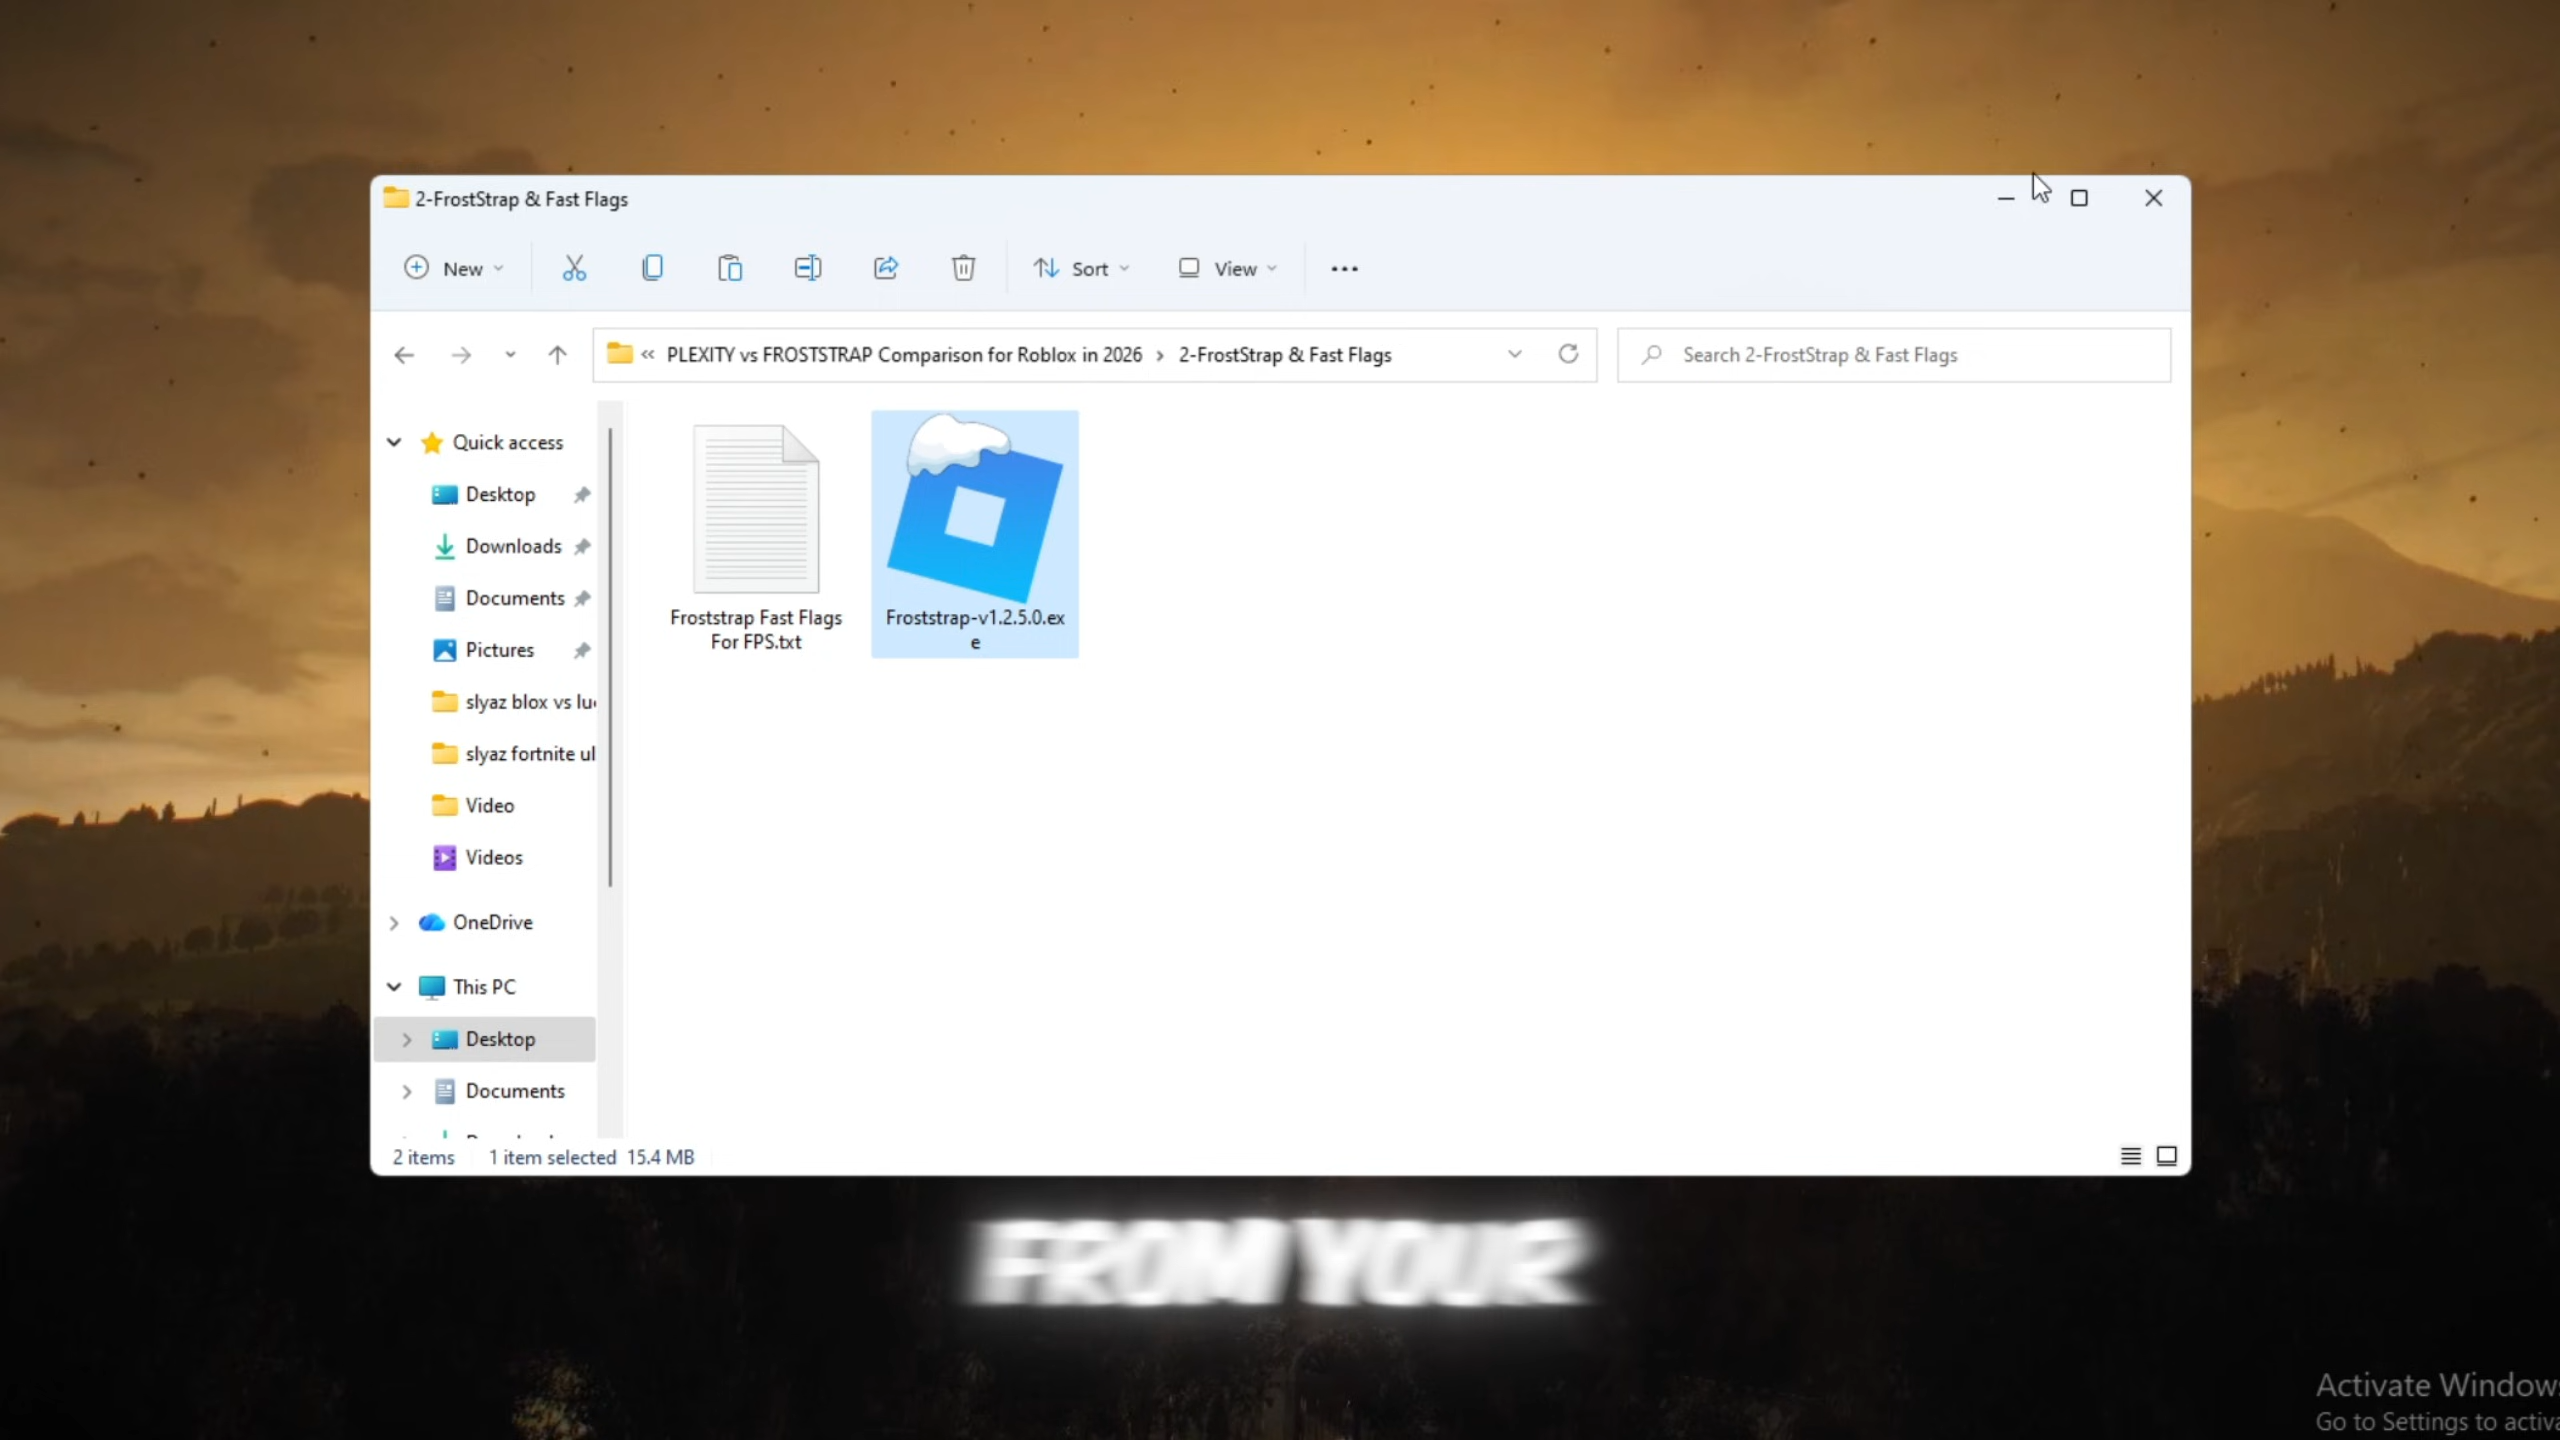 2-FrostStrap & Fast Flags
New
Sort
View
« PLEXITY vs FROSTSTRAP Comparison for Roblox in 2026 › 2-FrostStrap & Fast Flags
Search 2-FrostStrap & Fast Flags
Quick access
Desktop
Downloads
Documents
Pictures
slyaz blox vs lu
slyaz fortnite ul
Video
Videos
OneDrive
This PC
Desktop
Documents
Froststrap Fast Flags
For FPS.txt
Froststrap-v1.2.5.0.ex
e
2 items
1 item selected 15.4 MB
FROM YOUR
Activate Windows
Go to Settings to activa